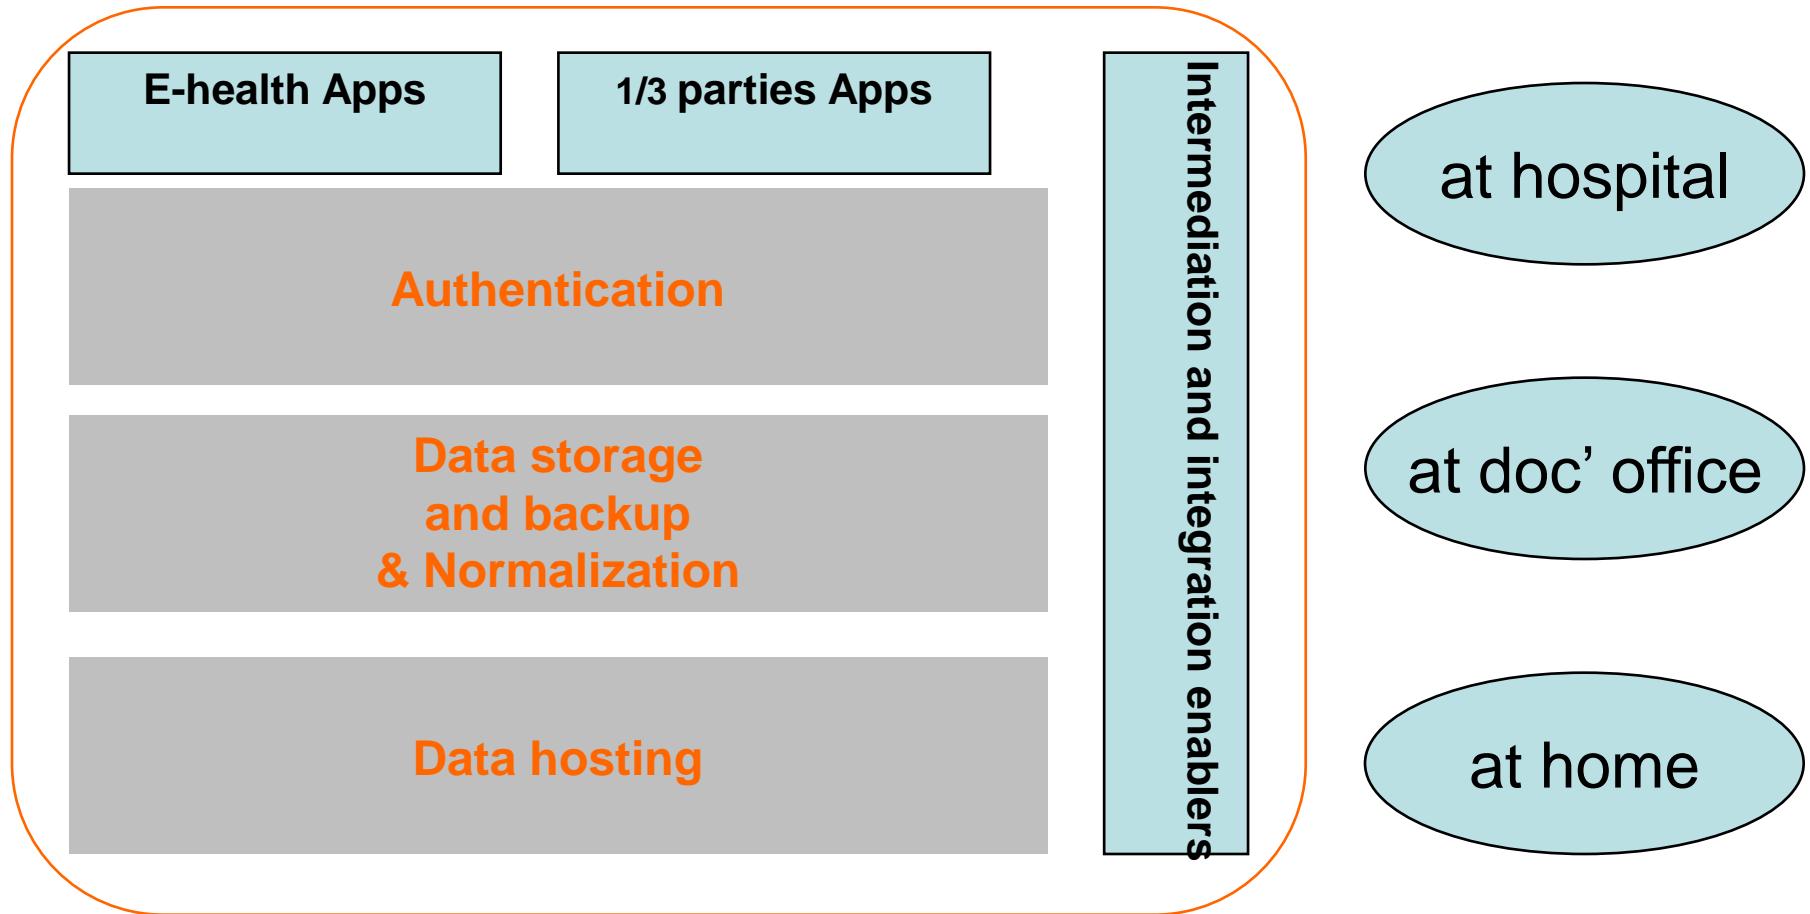 E-health Apps
1/3 parties Apps
Authentication
Data storage
and backup
& Normalization
Data hosting
Intermediation and integration enablers
at hospital
at doc’ office
at home